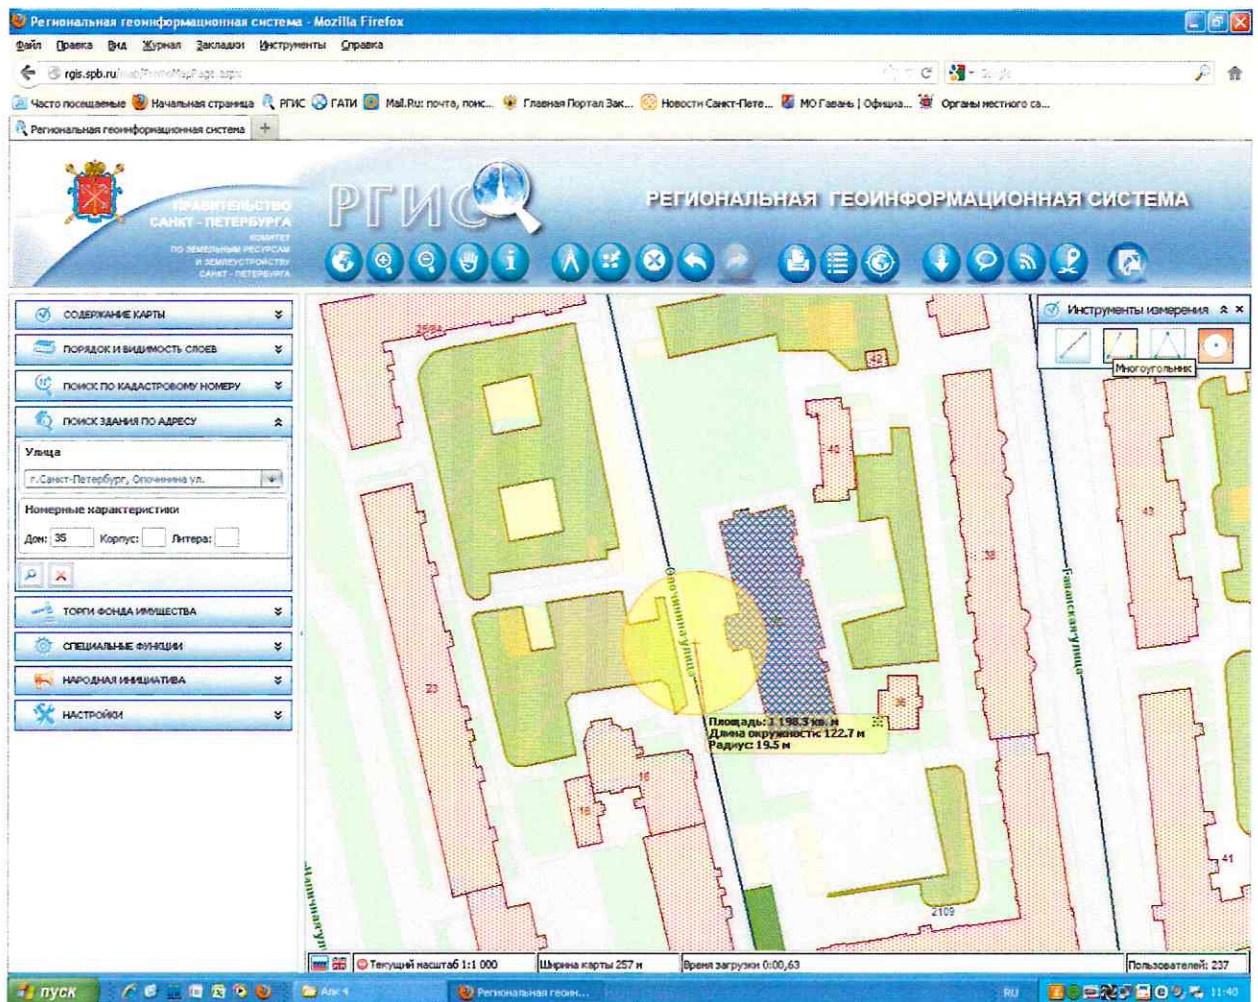 Региональная геоинформационная система - Mozilla Firefox
Файл Правка Вид Журнал Закладки Инструменты Справка
rgis.spb.ru/map/PromoMapPage.aspx
Google
Часто посещаемые Начальная страница РГИС ГАТИ Mail.Ru: почта, поис... Главная Портал Зак... Новости Санкт-Пете... МО Гавань | Официа... Органы местного са...
Региональная геоинформационная система +
ПРАВИТЕЛЬСТВО
САНКТ - ПЕТЕРБУРГА
КОМИТЕТ
ПО ЗЕМЕЛЬНЫМ РЕСУРСАМ
И ЗЕМЛЕУСТРОЙСТВУ
САНКТ - ПЕТЕРБУРГА
РГИС
РЕГИОНАЛЬНАЯ ГЕОИНФОРМАЦИОННАЯ СИСТЕМА
СОДЕРЖАНИЕ КАРТЫ
ПОРЯДОК И ВИДИМОСТЬ СЛОЕВ
ПОИСК ПО КАДАСТРОВОМУ НОМЕРУ
ПОИСК ЗДАНИЯ ПО АДРЕСУ
Улица
г.Санкт-Петербург, Опочинина ул.
Номерные характеристики
Дом: 35 Корпус: Литера:
ТОРГИ ФОНДА ИМУЩЕСТВА
СПЕЦИАЛЬНЫЕ ФУНКЦИИ
НАРОДНАЯ ИНИЦИАТИВА
НАСТРОЙКИ
Инструменты измерения
Многоугольник
42
40
43
38
Опочинина улица
Гаванская улица
23
36
Площадь: 1 198.3 кв. м
Длина окружности: 122.7 м
Радиус: 19.5 м
18
41
2109
Текущий масштаб 1:1 000
Ширина карты 257 м
Время загрузки 0:00,63
Пользователей: 237
пуск
Региональная геоин...
RU
11:40